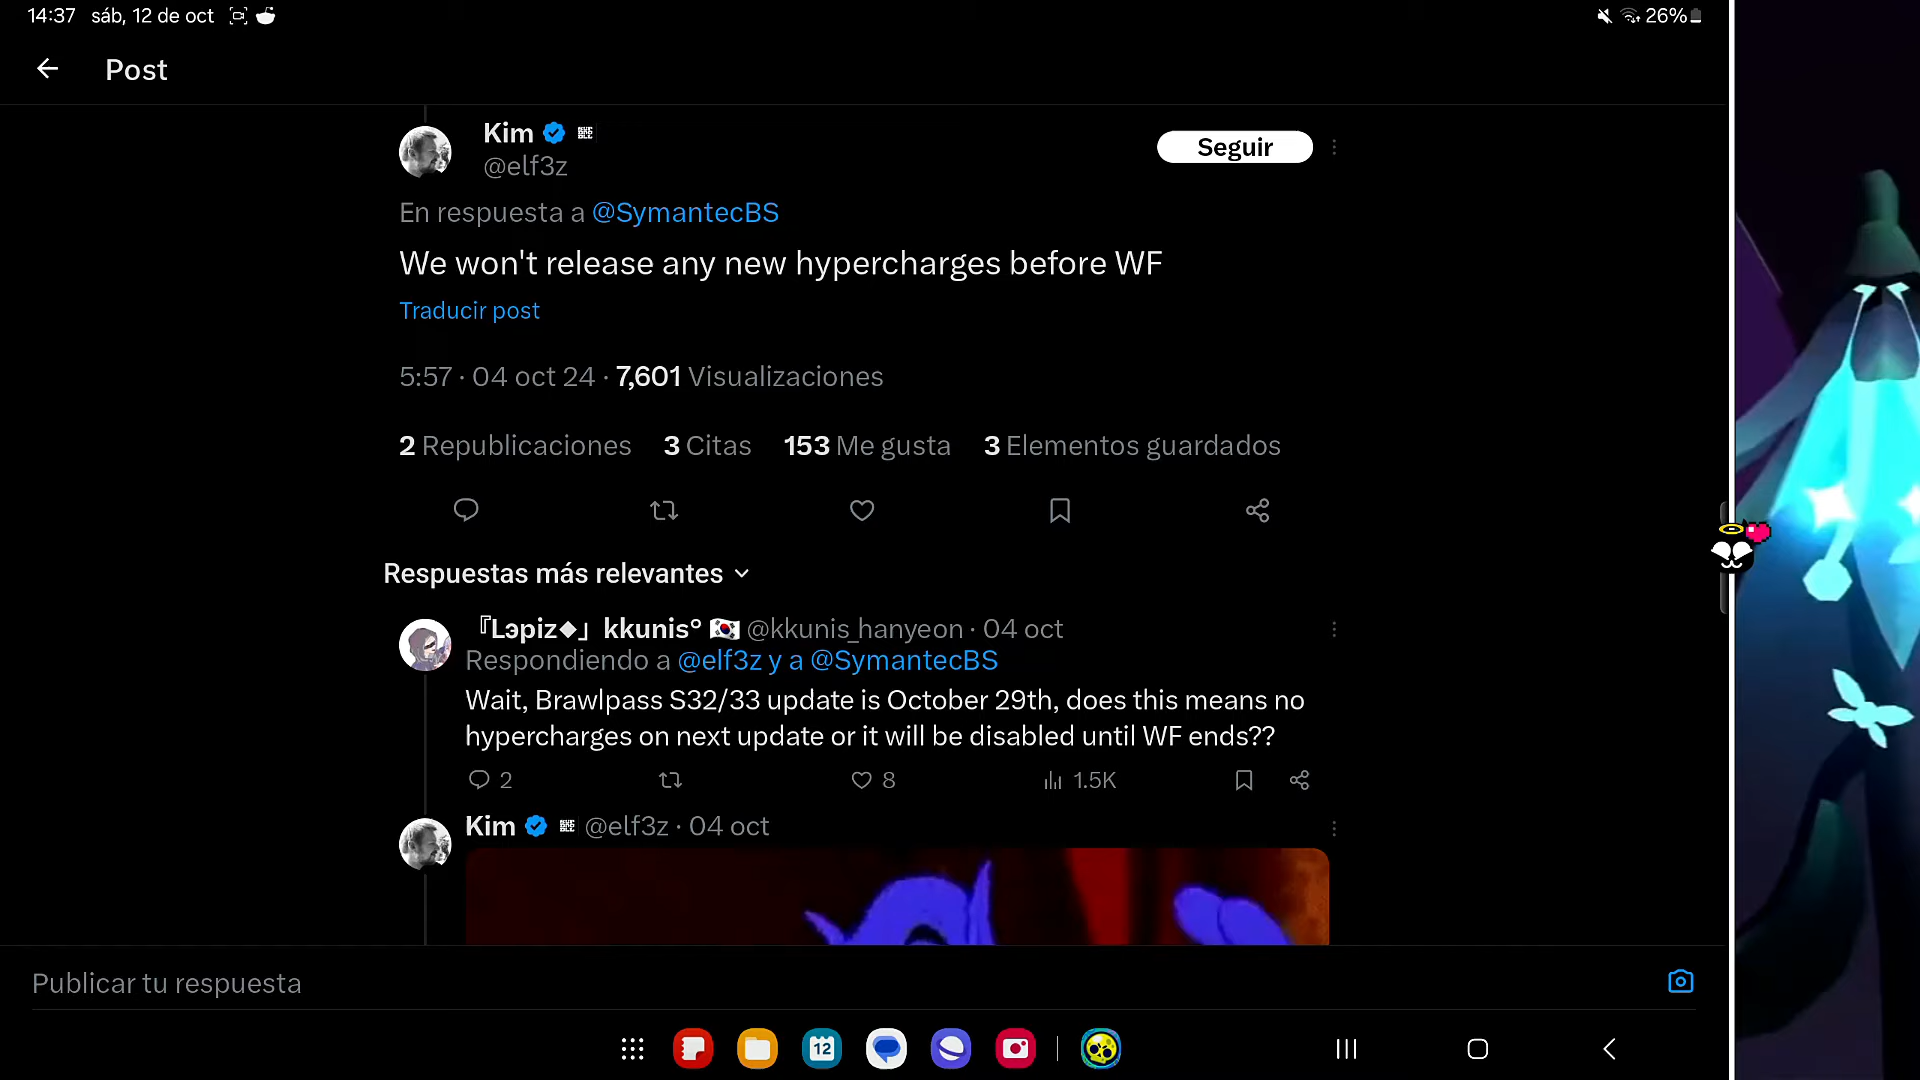 14:37 sáb, 12 de oct
26%
Post
Kim
@elf3z
Seguir
En respuesta a @SymantecBS
We won't release any new hypercharges before WF
Traducir post
5:57 · 04 oct 24 · 7,601 Visualizaciones
2 Republicaciones 3 Citas 153 Me gusta 3 Elementos guardados
Respuestas más relevantes
『Lɘpiz◆』kkunis° 🇰🇷 @kkunis_hanyeon · 04 oct
Respondiendo a @elf3z y a @SymantecBS
Wait, Brawlpass S32/33 update is October 29th, does this means no
hypercharges on next update or it will be disabled until WF ends??
2 8 1.5K
Kim @elf3z · 04 oct
Publicar tu respuesta
12